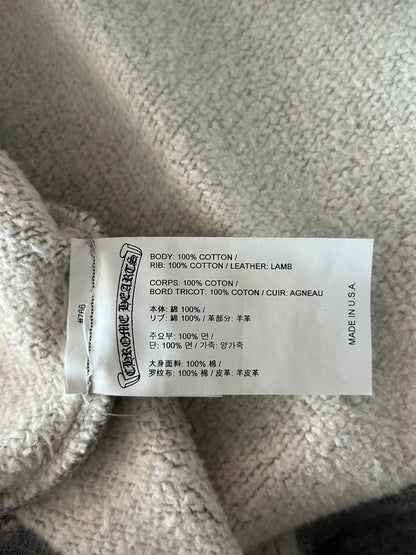 #766
CHROME HEARTS
BODY: 100% COTTON /
RIB: 100% COTTON / LEATHER: LAMB
CORPS: 100% COTON /
BORD TRICOT: 100% COTON / CUIR: AGNEAU
本体: 綿 100% /
リブ: 綿 100% / 革部分: 羊革
주요부: 100% 면 /
단: 100% 면 / 가죽: 양가죽
大身面料: 100% 棉 /
罗纹布: 100% 棉 / 皮革: 羊皮革
MADE IN U.S.A.